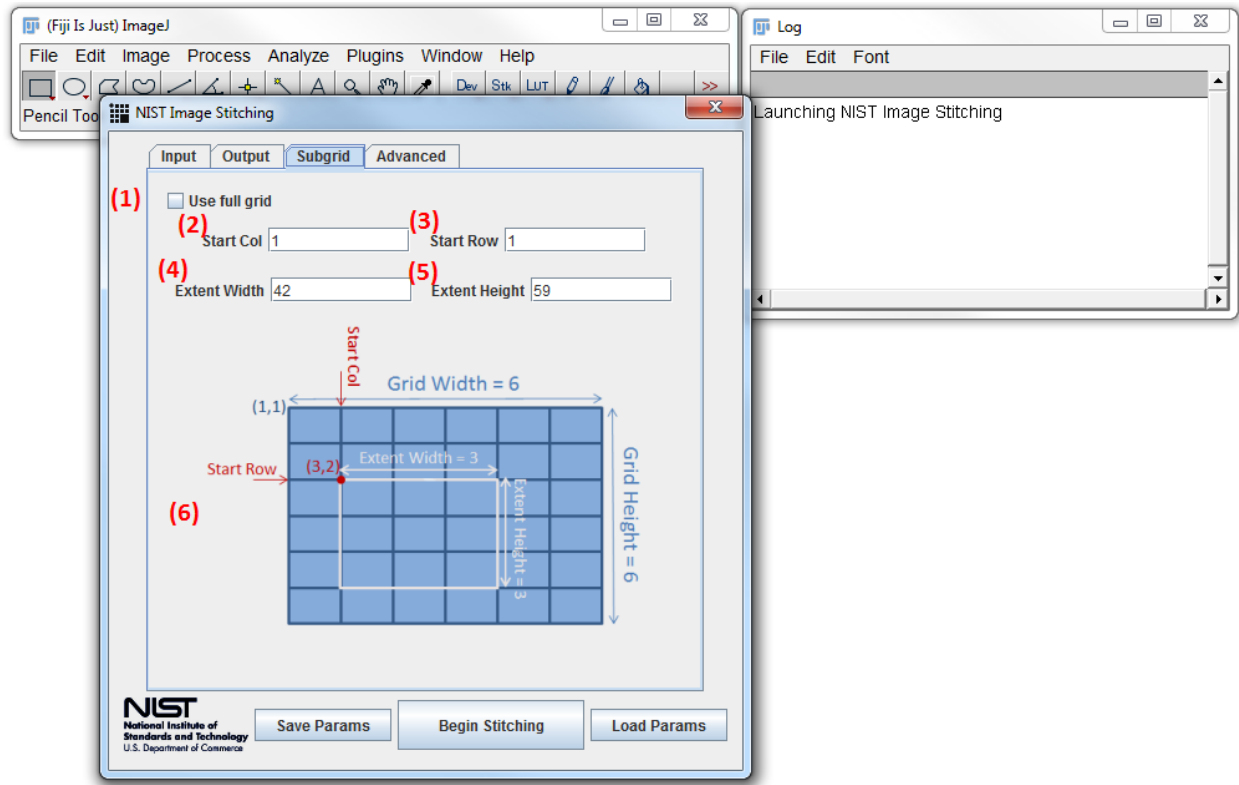 (Fiji Is Just) ImageJ
File Edit Image Process Analyze Plugins Window Help
Dev Stk LUT >>
Pencil Too
Log
File Edit Font
Launching NIST Image Stitching
NIST Image Stitching
Input Output Subgrid Advanced
(1) Use full grid
(2) Start Col 1 (3) Start Row 1
(4) Extent Width 42 (5) Extent Height 59
Start Col
Grid Width = 6
(1,1)
Start Row (3,2) Extent Width = 3
Extent Height = 3
Grid Height = 6
(6)
NIST
National Institute of
Standards and Technology
U.S. Department of Commerce
Save Params Begin Stitching Load Params